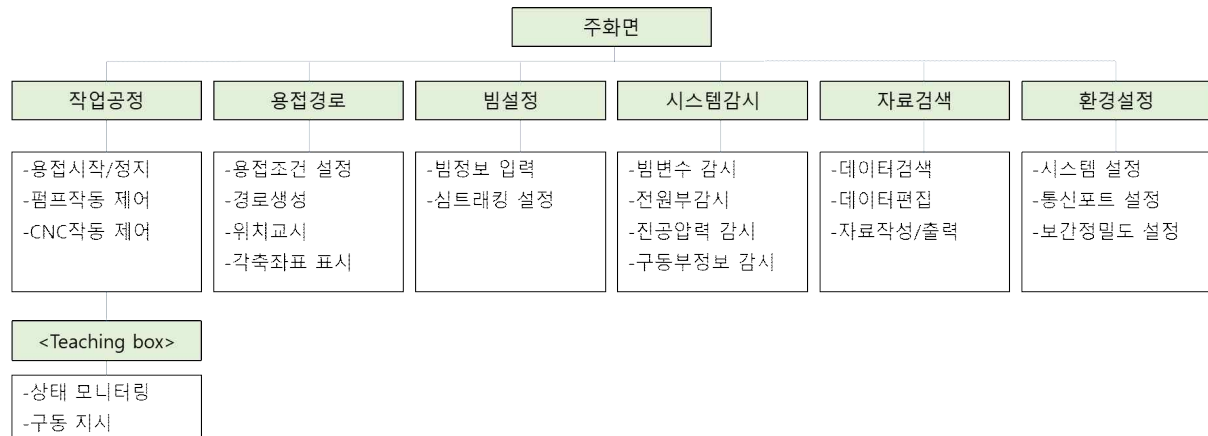 주화면
작업공정
-용접시작/정지
-펌프작동 제어
-CNC작동 제어
<Teaching box>
-상태 모니터링
-구동 지시
용접경로
-용접조건 설정
-경로생성
-위치교시
-각축좌표 표시
빔설정
-빔정보 입력
-심트래킹 설정
시스템감시
-빔변수 감시
-전원부감시
-진공압력 감시
-구동부정보 감시
자료검색
-데이터검색
-데이터편집
-자료작성/출력
환경설정
-시스템 설정
-통신포트 설정
-보간정밀도 설정